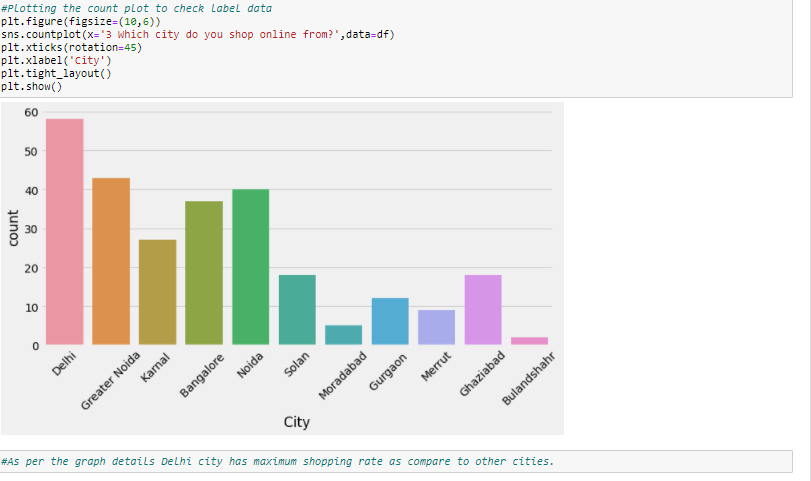 #Plotting the count plot to check Label data
plt.figure(figsize=(10,6))
sns.countplot(x='3 Which city do you shop online from?',data=df)
plt.xticks(rotation=45)
plt.xlabel('City')
plt.tight_layout()
plt.show()
60
50
40
30
20
10
0
count
Delhi
Greater Noida
Karnal
Bangalore
Noida
Solan
Moradabad
Gurgaon
Merrut
Ghaziabad
Bulandshahr
City
#As per the graph details Delhi city has maximum shopping rate as compare to other cities.